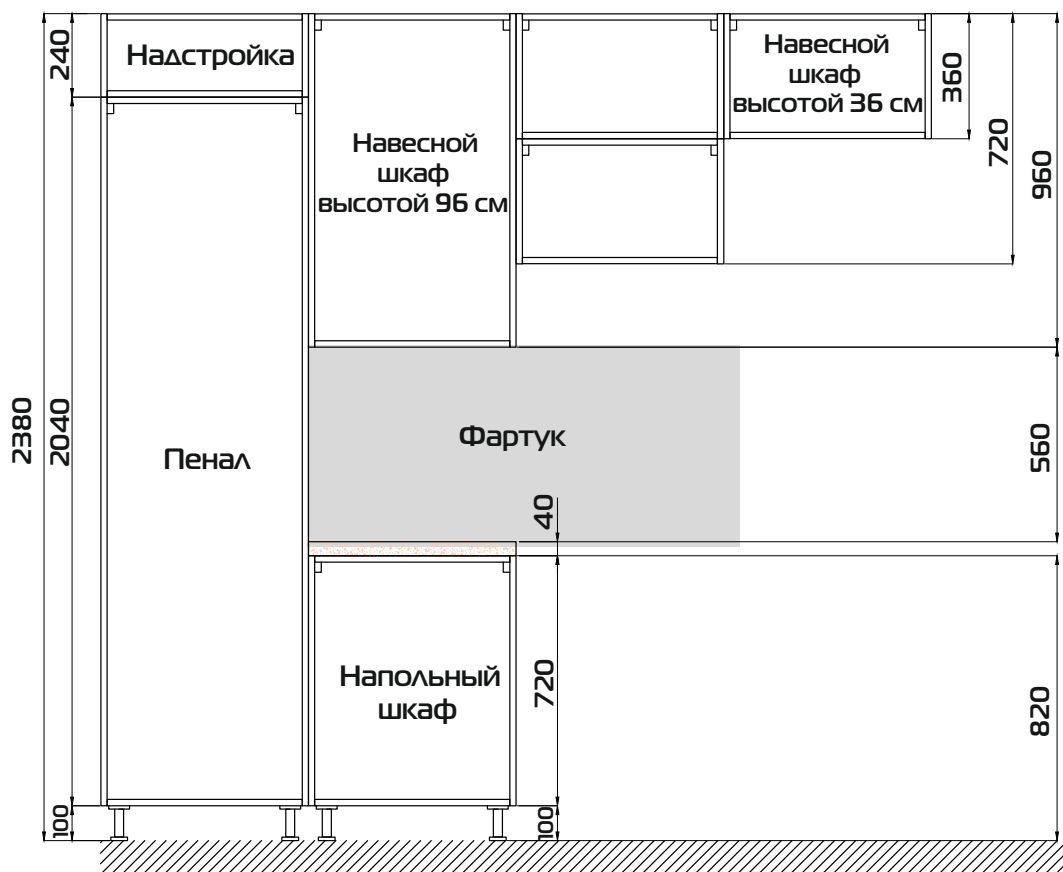 240
Надстройка
Навесной
шкаф
высотой 36 см
360
720
960
Навесной
шкаф
высотой 96 см
2380
2040
Пенал
Фартук
560
40
Напольный
шкаф
720
820
100
100